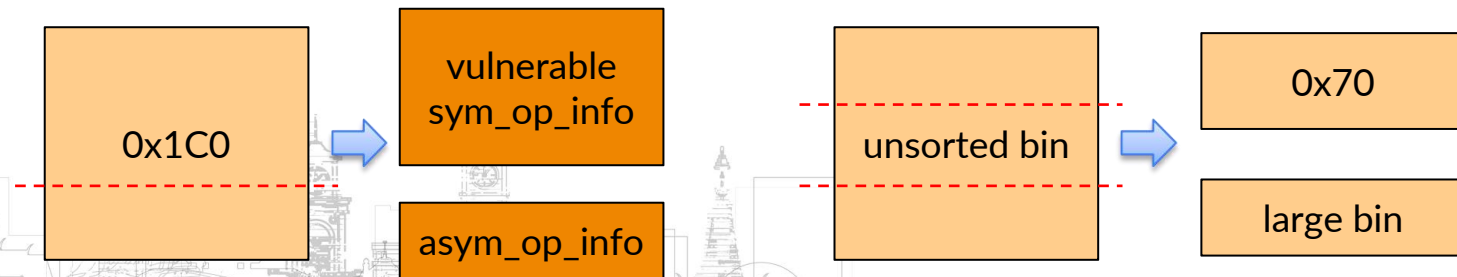 0x1C0
vulnerable
sym_op_info
asym_op_info
unsorted bin
0x70
large bin